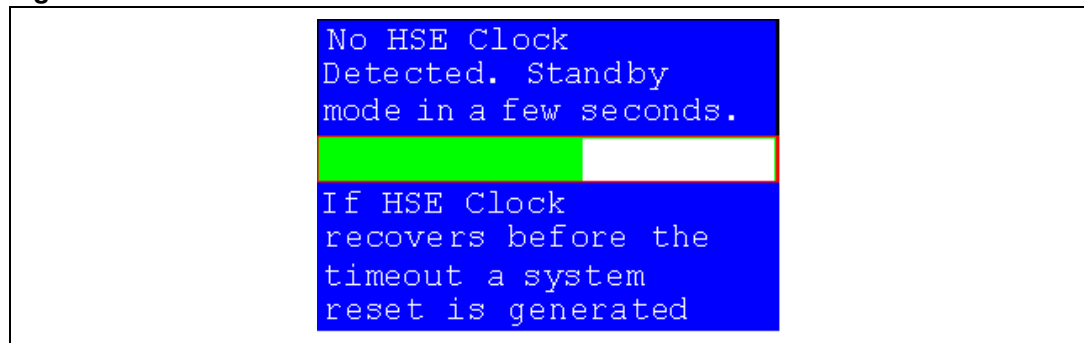 No HSE Clock
Detected. Standby
mode in a few seconds.
If HSE Clock
recovers before the
timeout a system
reset is generated